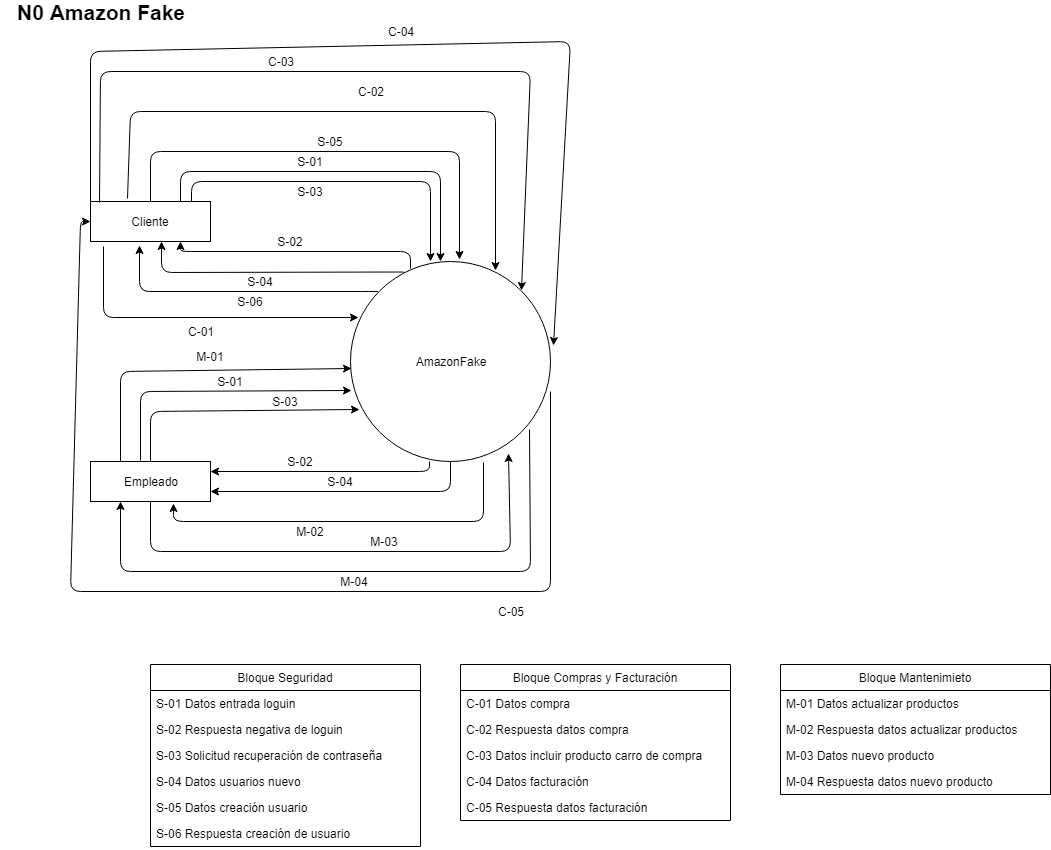 N0 Amazon Fake
C-04
C-03
C-02
S-05
S-01
S-03
Cliente
S-02
S-04
S-06
C-01
M-01
AmazonFake
S-01
S-03
S-02
Empleado
S-04
M-02
M-03
M-04
C-05
Bloque Seguridad
S-01 Datos entrada loguin
S-02 Respuesta negativa de loguin
S-03 Solicitud recuperación de contraseña
S-04 Datos usuarios nuevo
S-05 Datos creación usuario
S-06 Respuesta creación de usuario
Bloque Compras y Facturación
C-01 Datos compra
C-02 Respuesta datos compra
C-03 Datos incluir producto carro de compra
C-04 Datos facturación
C-05 Respuesta datos facturación
Bloque Mantenimieto
M-01 Datos actualizar productos
M-02 Respuesta datos actualizar productos
M-03 Datos nuevo producto
M-04 Respuesta datos nuevo producto